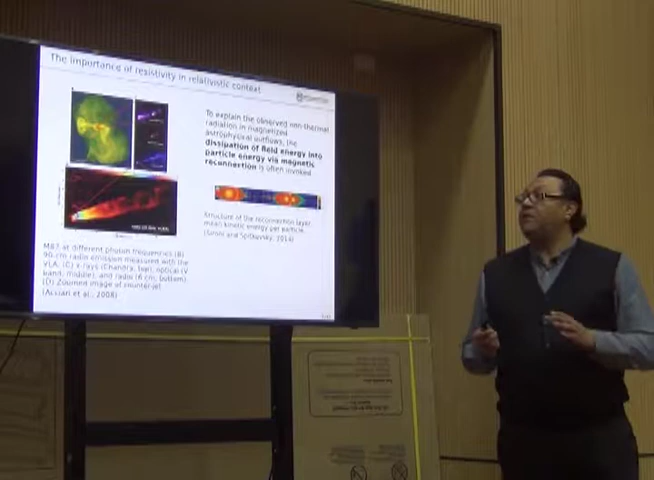 The importance of resistivity in relativistic context
To explain the observed non-thermal
radiation in magnetized
astrophysical outflows, the
dissipation of field energy into
particle energy via magnetic
reconnection is often invoked
Structure of the reconnection layer
mean kinetic energy per particle.
(Sironi and Spitkovsky, 2014)
M87 at different photon frequencies (B)
90 cm radio emission measured with the
VLA, (C) x-rays (Chandra, top), optical (V
band, middle), and radio (6 cm, bottom).
(D) Zoomed image of counter-jet
(Acciari et al., 2008)